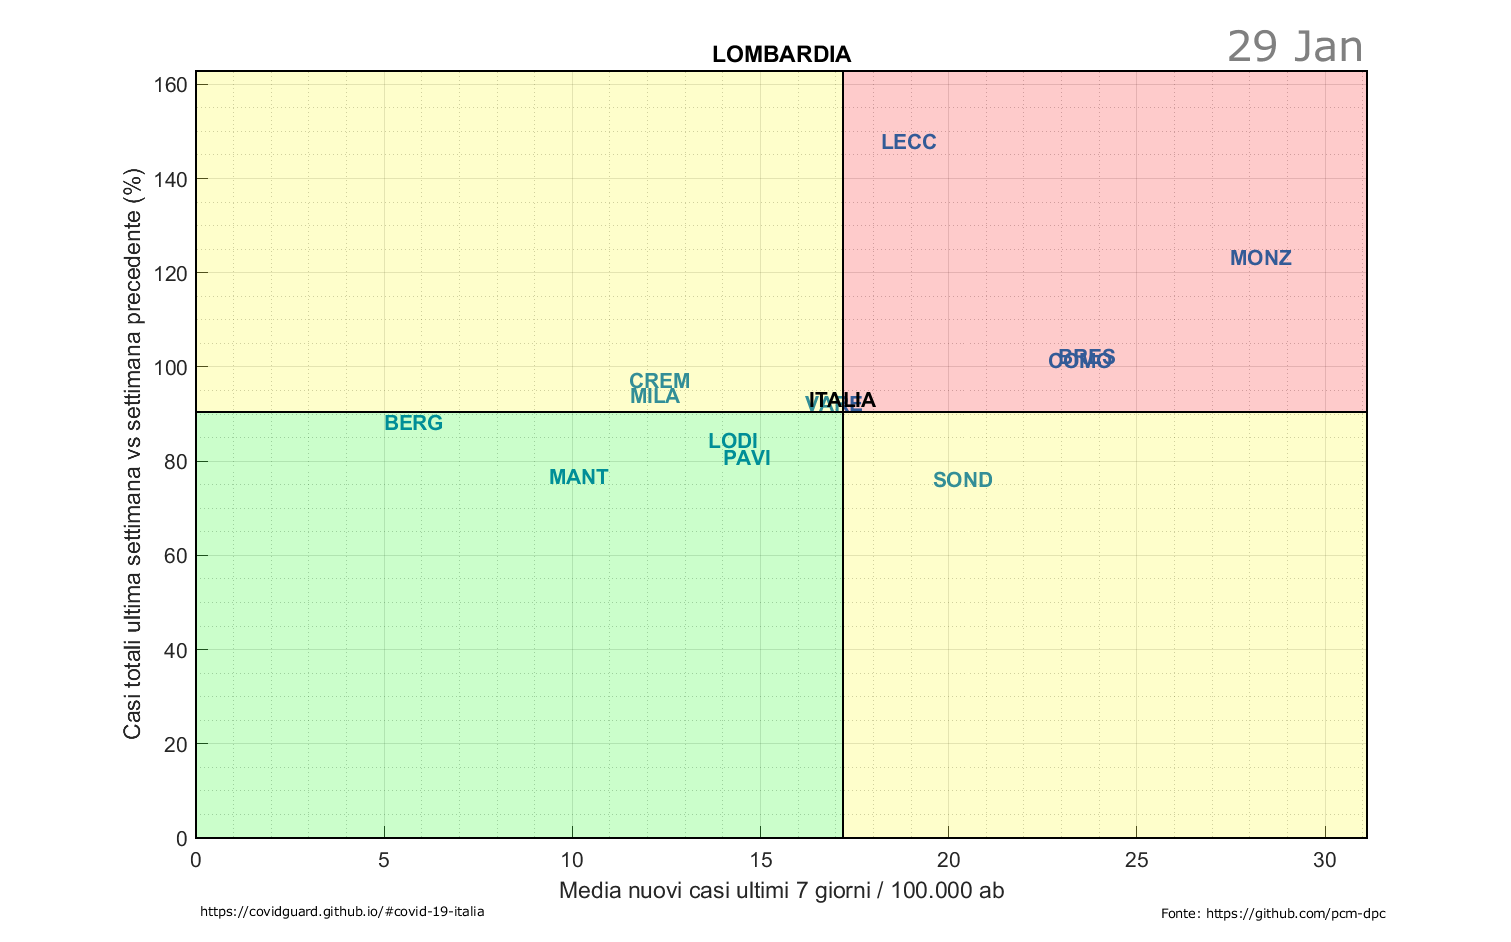 29 Jan
LOMBARDIA
160
140
120
100
80
60
40
20
0
Casi totali ultima settimana vs settimana precedente (%)
LECC
MONZ
BRES
COMO
CREM
MILA
ITALIA
VARE
BERG
LODI
PAVI
MANT
SOND
0 5 10 15 20 25 30
Media nuovi casi ultimi 7 giorni / 100.000 ab
https://covidguard.github.io/#covid-19-italia
Fonte: https://github.com/pcm-dpc